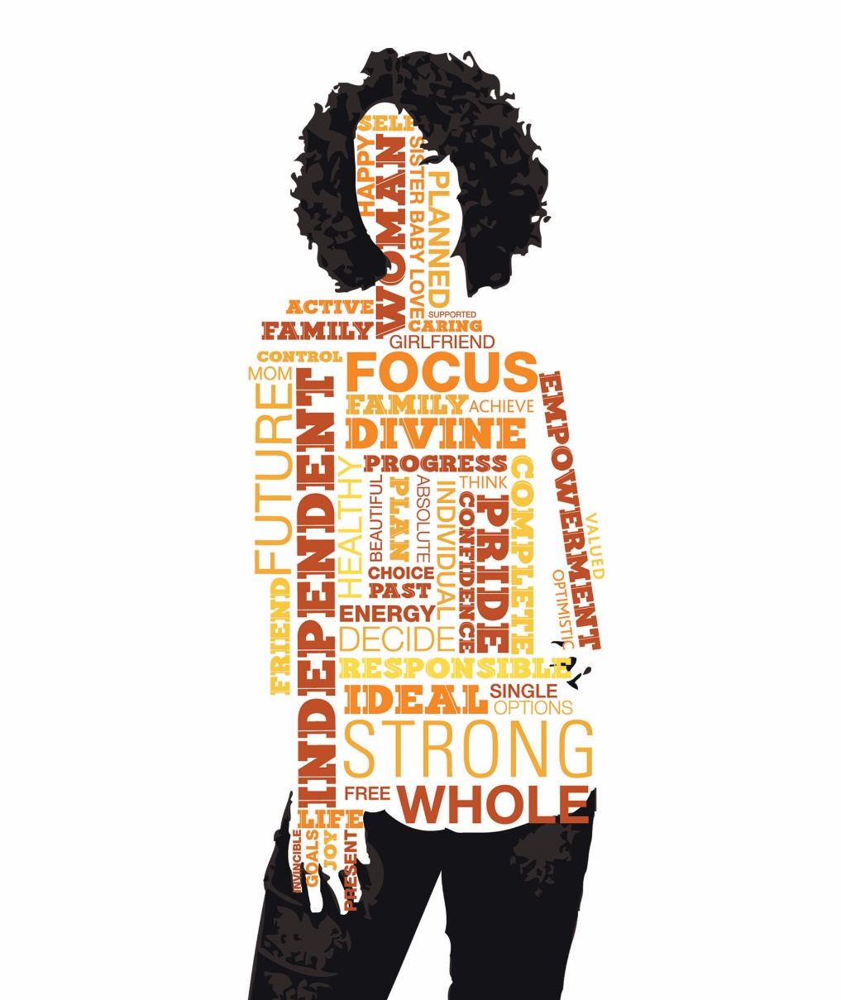 SELF
HAPPY
WOMAN
SISTER BABY LOVE
PLANNED
SUPPORTED
ACTIVE
CARING
FAMILY
GIRLFRIEND
CONTROL
FOCUS
MOM
FUTURE
INDEPENDENT
FAMILY
ACHIEVE
DIVINE
EMPOWERMENT
PROGRESS
HEALTHY
BEAUTIFUL
PLAN
ABSOLUTE
INDIVIDUAL
THINK
CONFIDENCE
PRIDE
COMPLETE
VALUED
OPTIMISTIC
CHOICE
PAST
FRIEND
ENERGY
DECIDE
RESPONSIBLE
IDEAL
SINGLE
OPTIONS
STRONG
FREE
WHOLE
LIFE
INVINCIBLE
GOALS
JOY
PRESENT